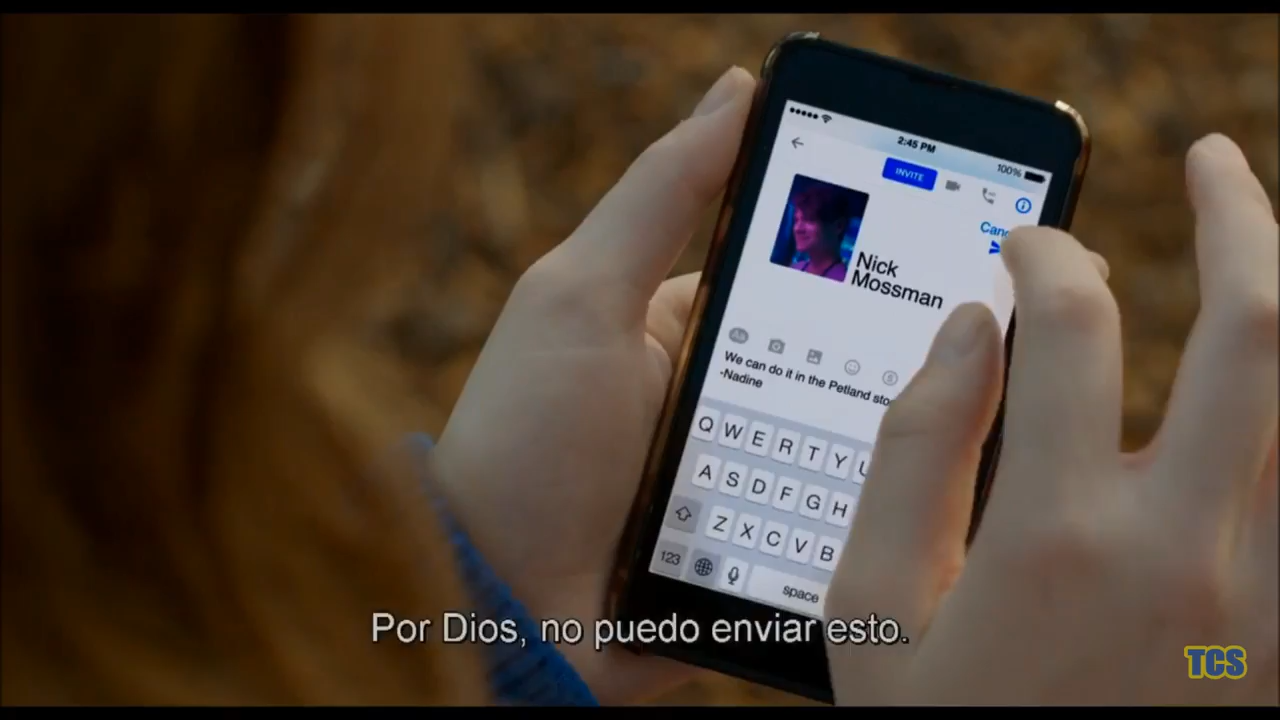 2:45 PM
100%
INVITE
Nick
Mossman
Aa
We can do it in the Petland
-Nadine
Q W E R T Y
A S D F G H
Z X C V B
123
space
Por Dios, no puedo enviar esto.
TCS